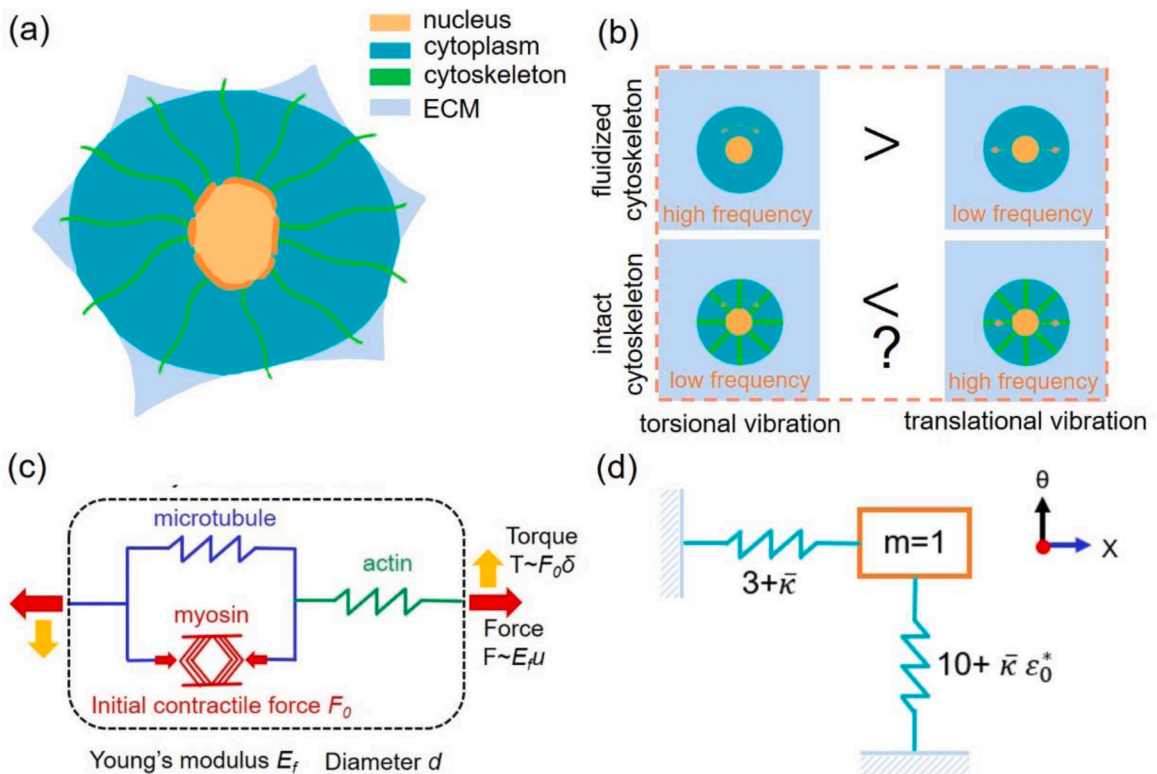 (a)
nucleus
cytoplasm
cytoskeleton
ECM
(b)
fluidized
cytoskeleton
high frequency
>
low frequency
intact
cytoskeleton
low frequency
<
?
high frequency
torsional vibration
translational vibration
(c)
microtubule
actin
myosin
Initial contractile force F₀
Torque
T~F₀δ
Force
F~E_f u
Young's modulus E_f
Diameter d
(d)
θ
X
m=1
3+κ̄
10+ κ̄ ε₀*